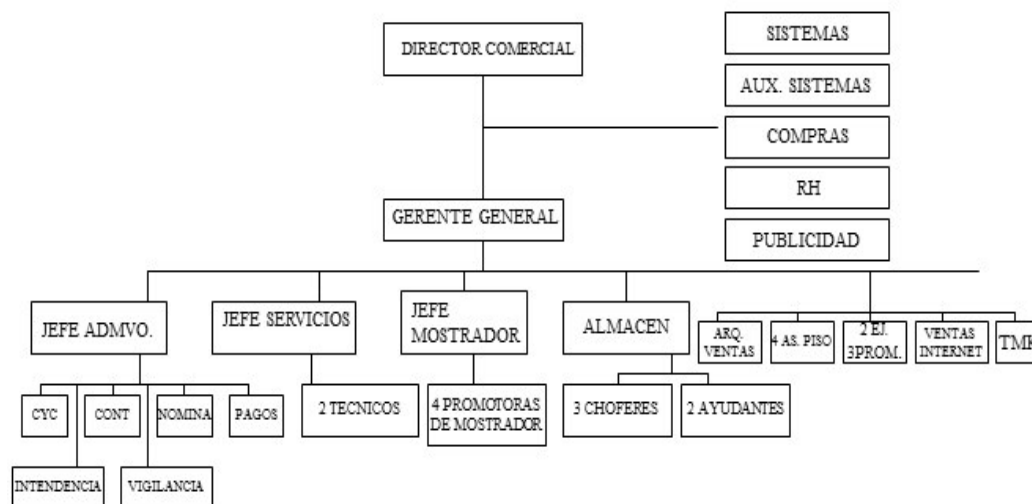 DIRECTOR COMERCIAL
SISTEMAS
AUX. SISTEMAS
COMPRAS
RH
PUBLICIDAD
GERENTE GENERAL
JEFE ADMVO.
JEFE SERVICIOS
JEFE
MOSTRADOR
ALMACEN
ARQ.
VENTAS
4 AS. PISO
2 EJ.
3PROM.
VENTAS
INTERNET
TMK
CYC
CONT
NOMINA
PAGOS
2 TECNICOS
4 PROMOTORAS
DE MOSTRADOR
3 CHOFERES
2 AYUDANTES
INTENDENCIA
VIGILANCIA